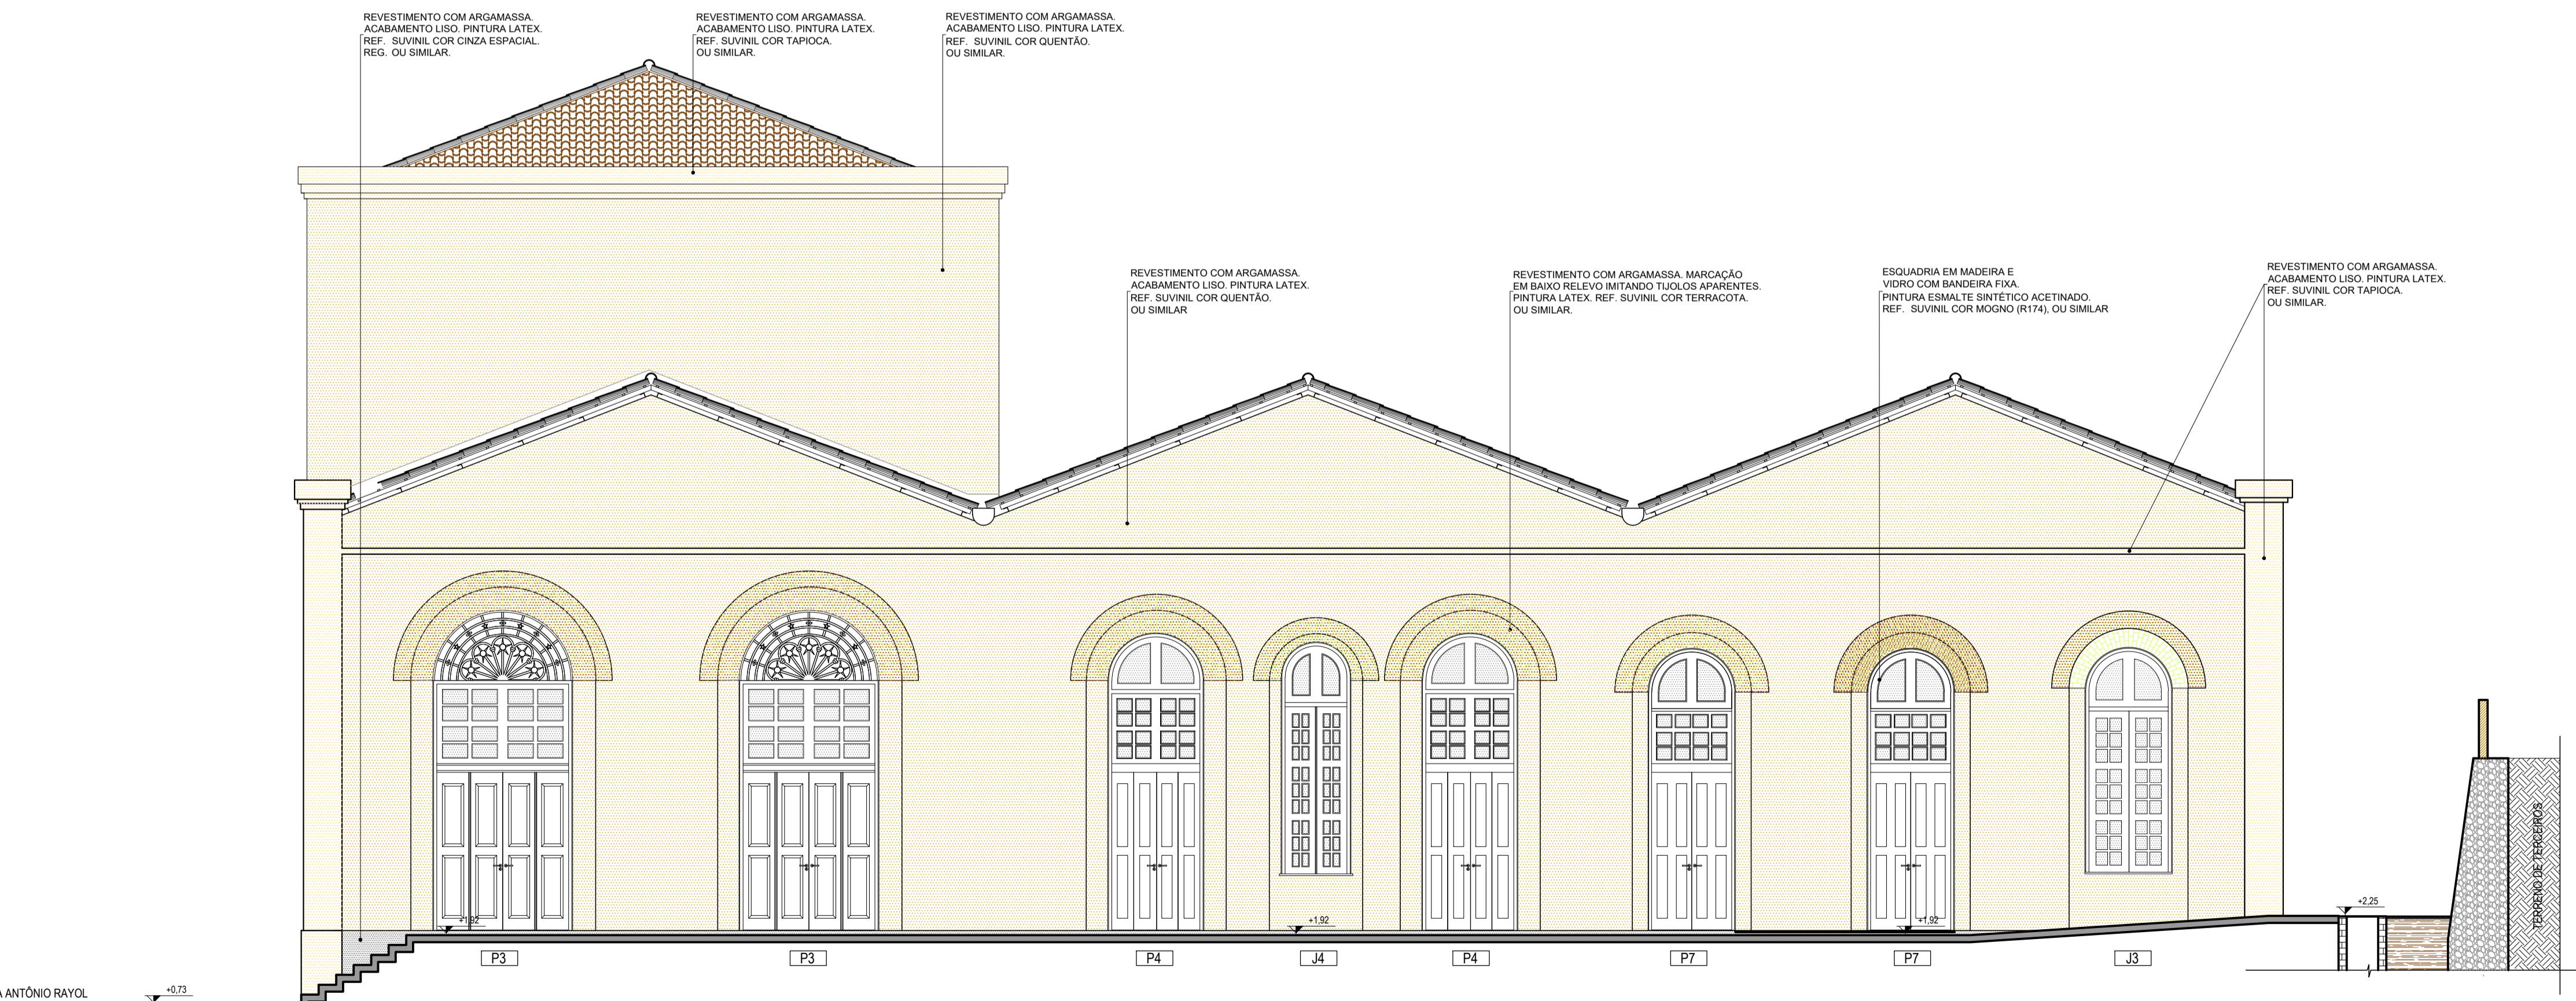 REVESTIMENTO COM ARGAMASSA.
ACABAMENTO LISO. PINTURA LATEX.
REF. SUVINIL COR CINZA ESPACIAL.
REG. OU SIMILAR.
REVESTIMENTO COM ARGAMASSA.
ACABAMENTO LISO. PINTURA LATEX.
REF. SUVINIL COR TAPIOCA.
OU SIMILAR.
REVESTIMENTO COM ARGAMASSA.
ACABAMENTO LISO. PINTURA LATEX.
REF. SUVINIL COR QUENTÃO.
OU SIMILAR.
REVESTIMENTO COM ARGAMASSA.
ACABAMENTO LISO. PINTURA LATEX.
REF. SUVINIL COR QUENTÃO.
OU SIMILAR
REVESTIMENTO COM ARGAMASSA. MARCAÇÃO
EM BAIXO RELEVO IMITANDO TIJOLOS APARENTES.
PINTURA LATEX. REF. SUVINIL COR TERRACOTA.
OU SIMILAR.
ESQUADRIA EM MADEIRA E
VIDRO COM BANDEIRA FIXA.
PINTURA ESMALTE SINTÉTICO ACETINADO.
REF. SUVINIL COR MOGNO (R174), OU SIMILAR
REVESTIMENTO COM ARGAMASSA.
ACABAMENTO LISO. PINTURA LATEX.
REF. SUVINIL COR TAPIOCA.
OU SIMILAR.
TERRENO DE TERCEIROS
+1,92
+1,92
+1,92
+2,25
P3
P3
P4
J4
P4
P7
P7
J3
A ANTÔNIO RAYOL
+0,73